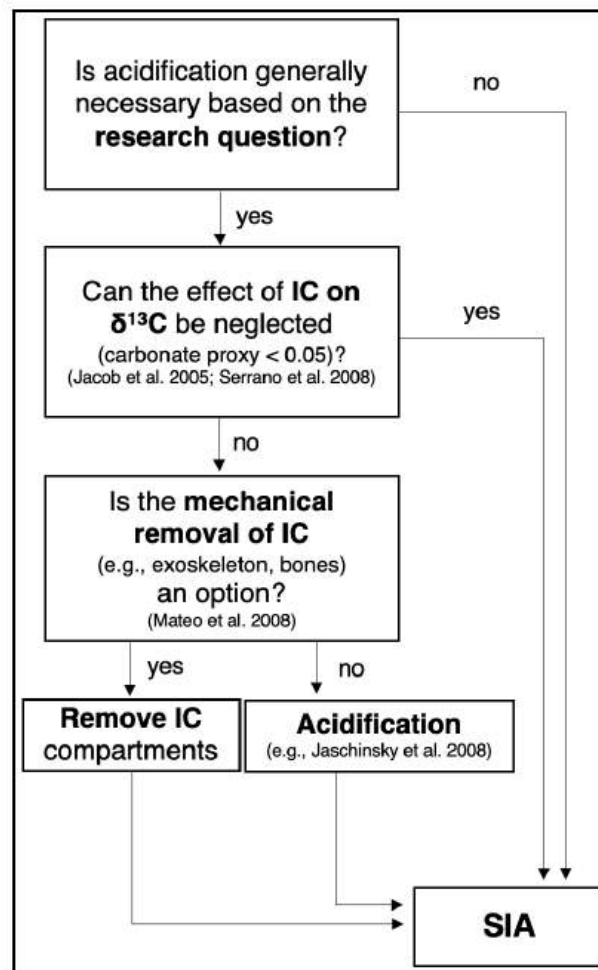 Is acidification generally
necessary based on the
research question?
no
yes
Can the effect of IC on
δ¹³C be neglected
(carbonate proxy < 0.05)?
(Jacob et al. 2005; Serrano et al. 2008)
yes
no
Is the mechanical
removal of IC
(e.g., exoskeleton, bones)
an option?
(Mateo et al. 2008)
yes
no
Remove IC
compartments
Acidification
(e.g., Jaschinsky et al. 2008)
SIA